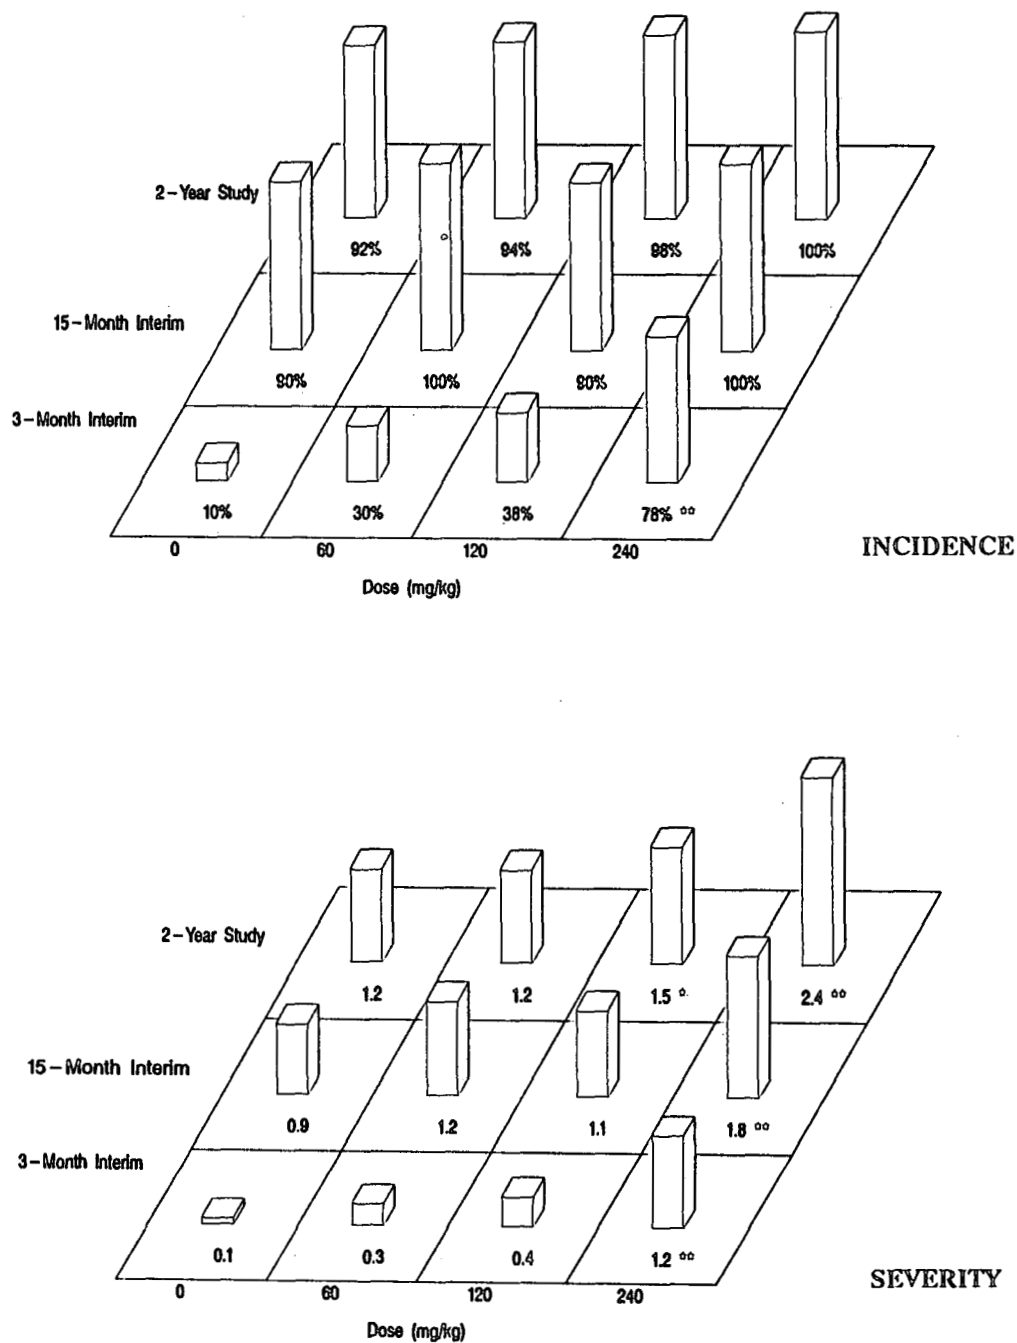 2-Year Study
92% 94% 98% 100%
15-Month Interim
90% 100% 90% 100%
3-Month Interim
10% 30% 38% 78% **
0 60 120 240
INCIDENCE
Dose (mg/kg)
2-Year Study
1.2 1.2 1.5 * 2.4 **
15-Month Interim
0.9 1.2 1.1 1.8 **
3-Month Interim
0.1 0.3 0.4 1.2 **
0 60 120 240
SEVERITY
Dose (mg/kg)